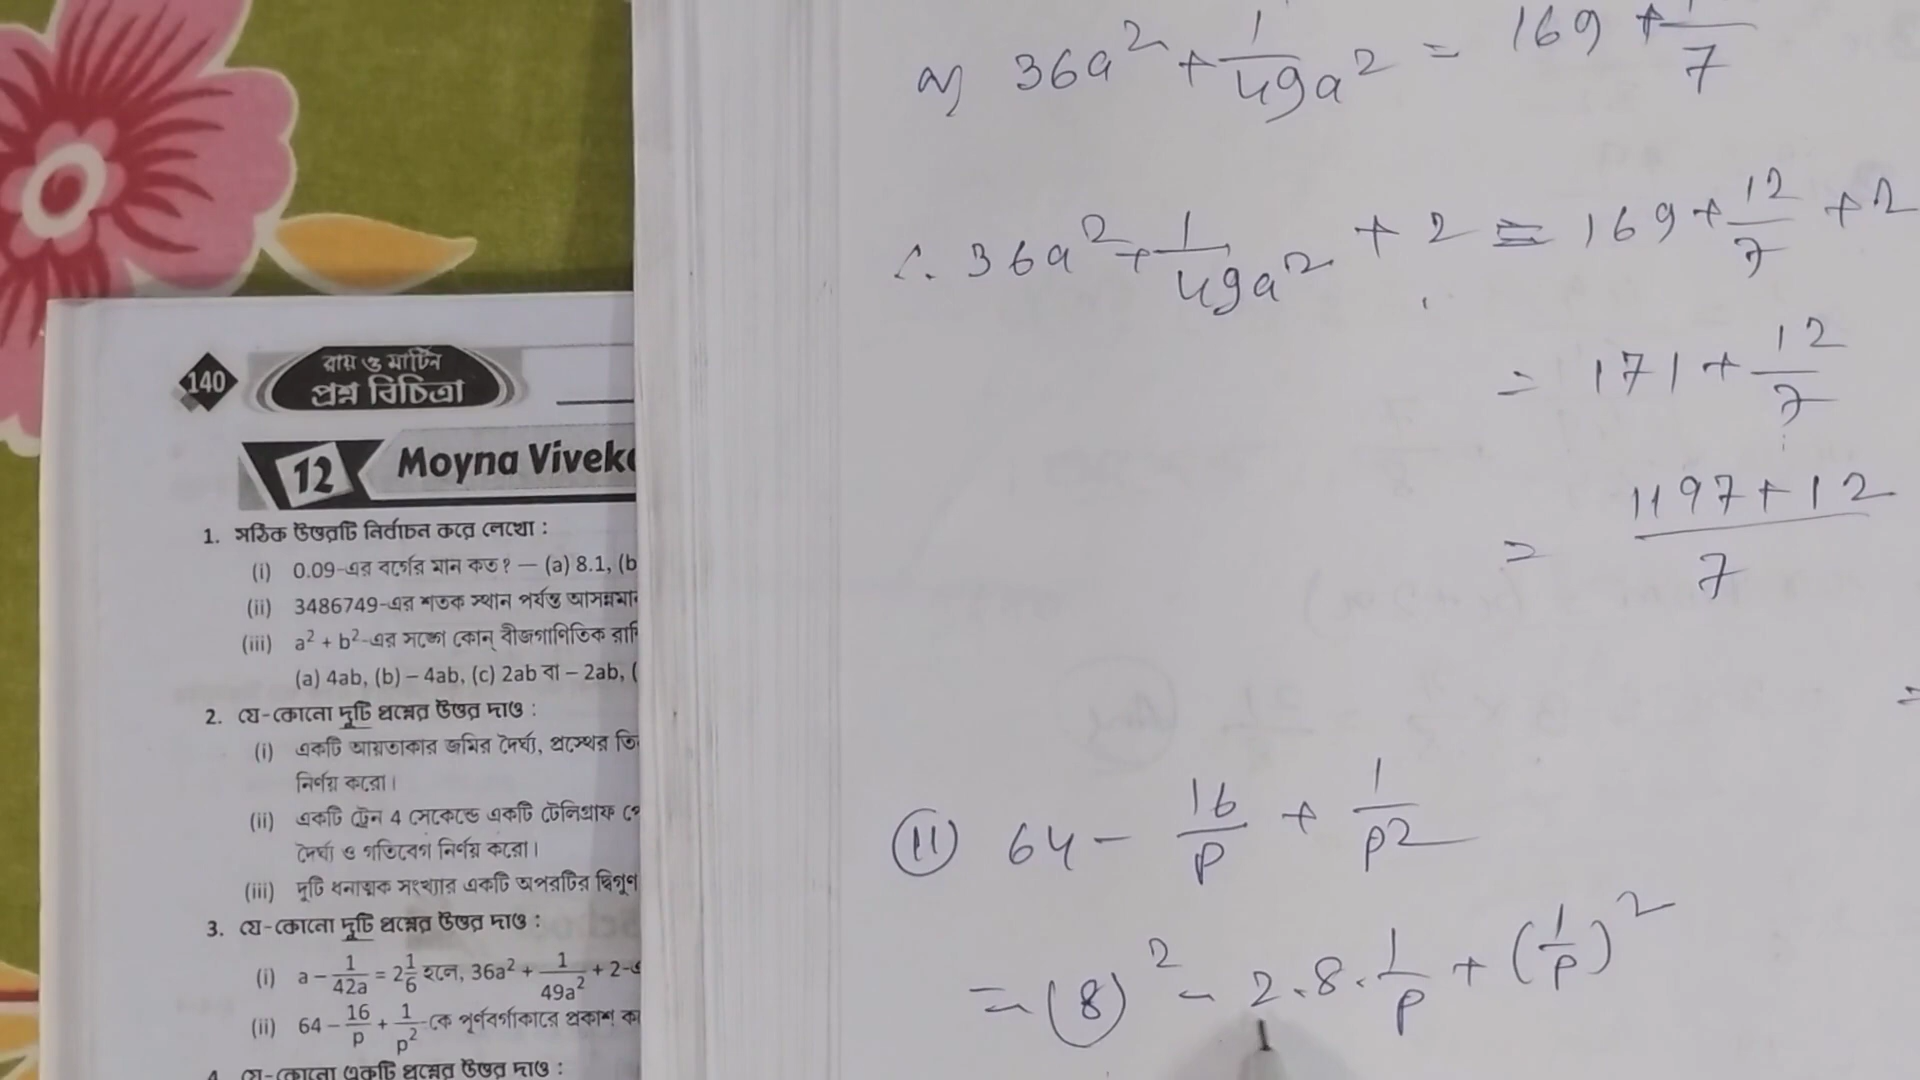 140
রায় ও মার্টিন
প্রশ্ন বিচিত্রা
12 Moyna Vivek
1. সঠিক উত্তরটি নির্বাচন করে লেখো :
(i) 0.09-এর বর্গের মান কত? — (a) 8.1, (b
(ii) 3486749-এর শতক স্থান পর্যন্ত আসন্নমান
(iii) a² + b²-এর সঙ্গে কোন্ বীজগাণিতিক রাশি
(a) 4ab, (b) – 4ab, (c) 2ab বা – 2ab, (
2. যে-কোনো দুটি প্রশ্নের উত্তর দাও :
(i) একটি আয়তাকার জমির দৈর্ঘ্য, প্রস্থের তি
নির্ণয় করো।
(ii) একটি ট্রেন 4 সেকেন্ডে একটি টেলিগ্রাফ পো
দৈর্ঘ্য ও গতিবেগ নির্ণয় করো।
(iii) দুটি ধনাত্মক সংখ্যার একটি অপরটির দ্বিগুণ
3. যে-কোনো দুটি প্রশ্নের উত্তর দাও :
(i) a – 1/42a = 2 1/6 হলে, 36a² + 1/49a² + 2-এ
(ii) 64 – 16/p + 1/p² -কে পূর্ণবর্গাকারে প্রকাশ ক
4. যে-কোনো একটি প্রশ্নের উত্তর দাও :
36a² + 1/49a² = 169 + /7
∴ 36a² + 1/49a² + 2 = 169 + 12/7 + 2
= 171 + 12/7
= 1197 + 12/7
=
(11) 64 – 16/p + 1/p2
= (8)² – 2.8.1/p + (1/p)²